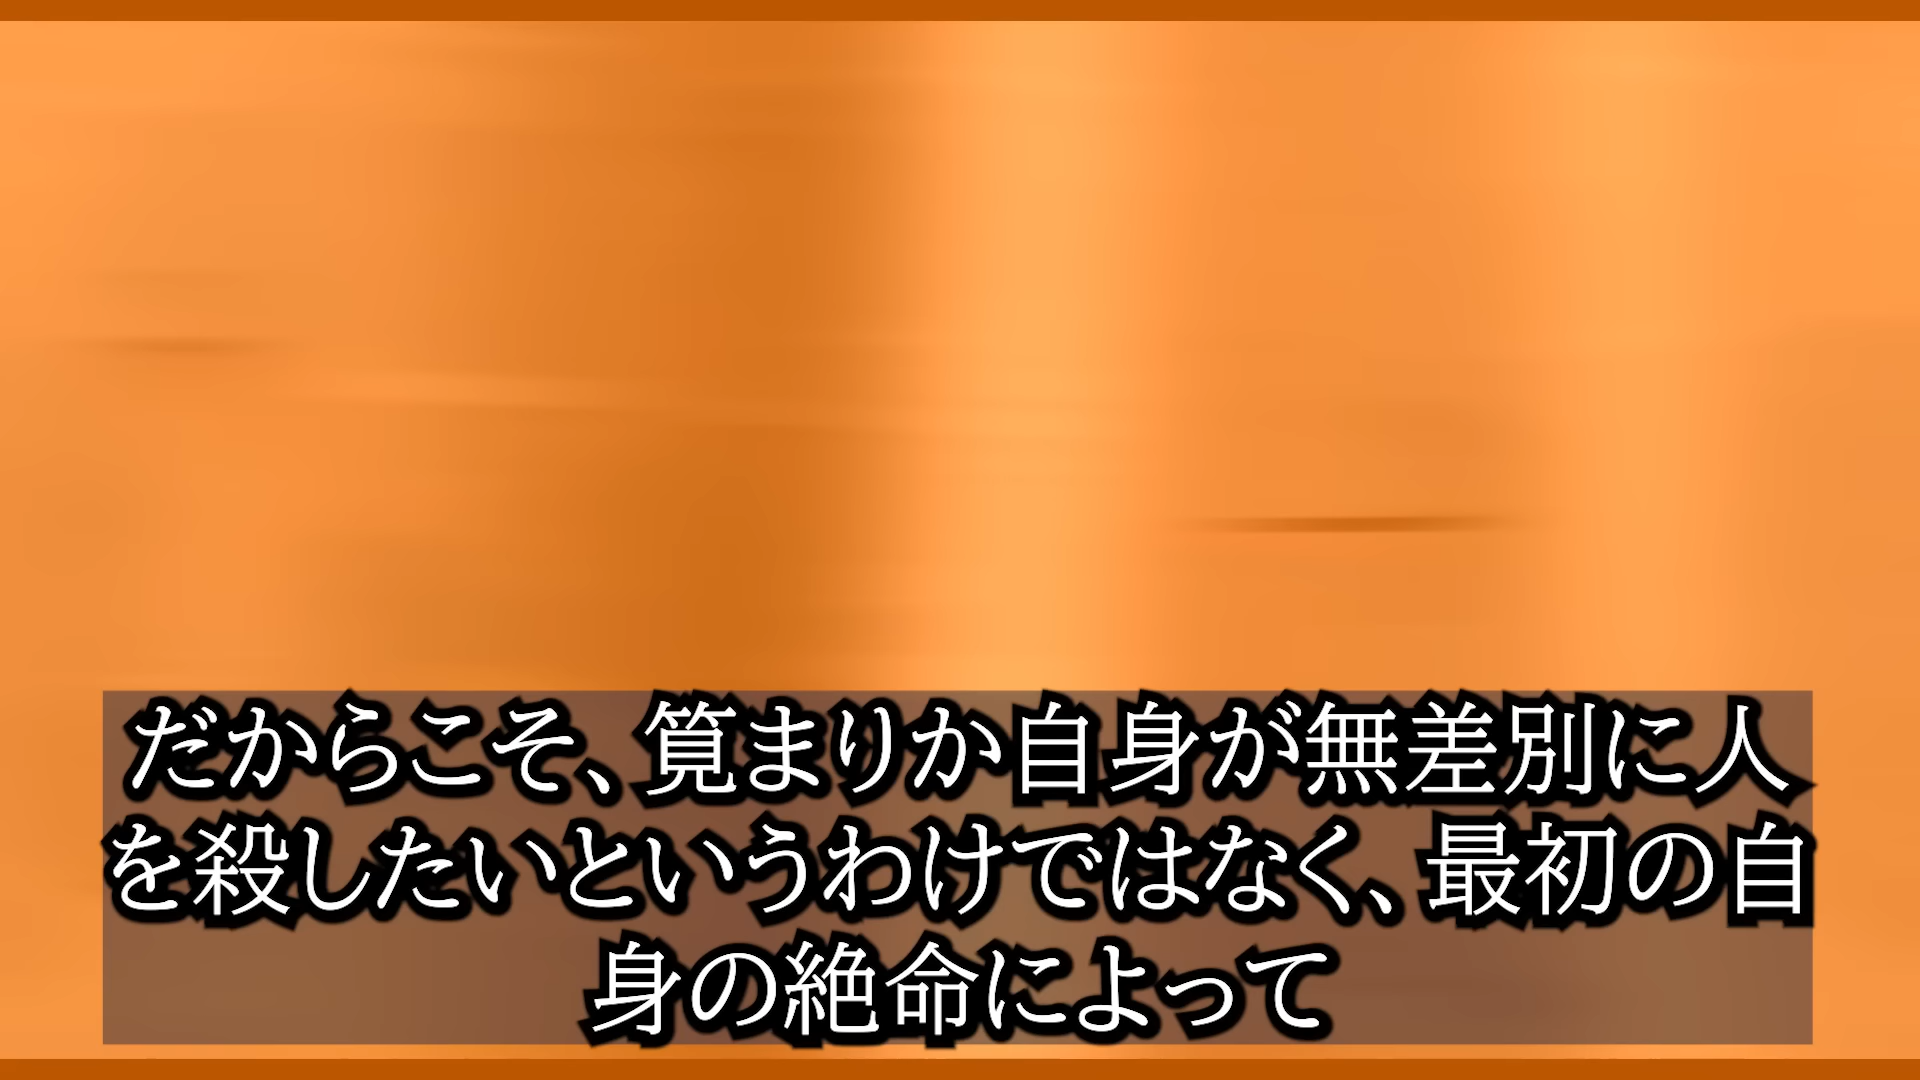 だからこそ、筧まりか自身が無差別に人
を殺したいというわけではなく、最初の自
身の絶命によって